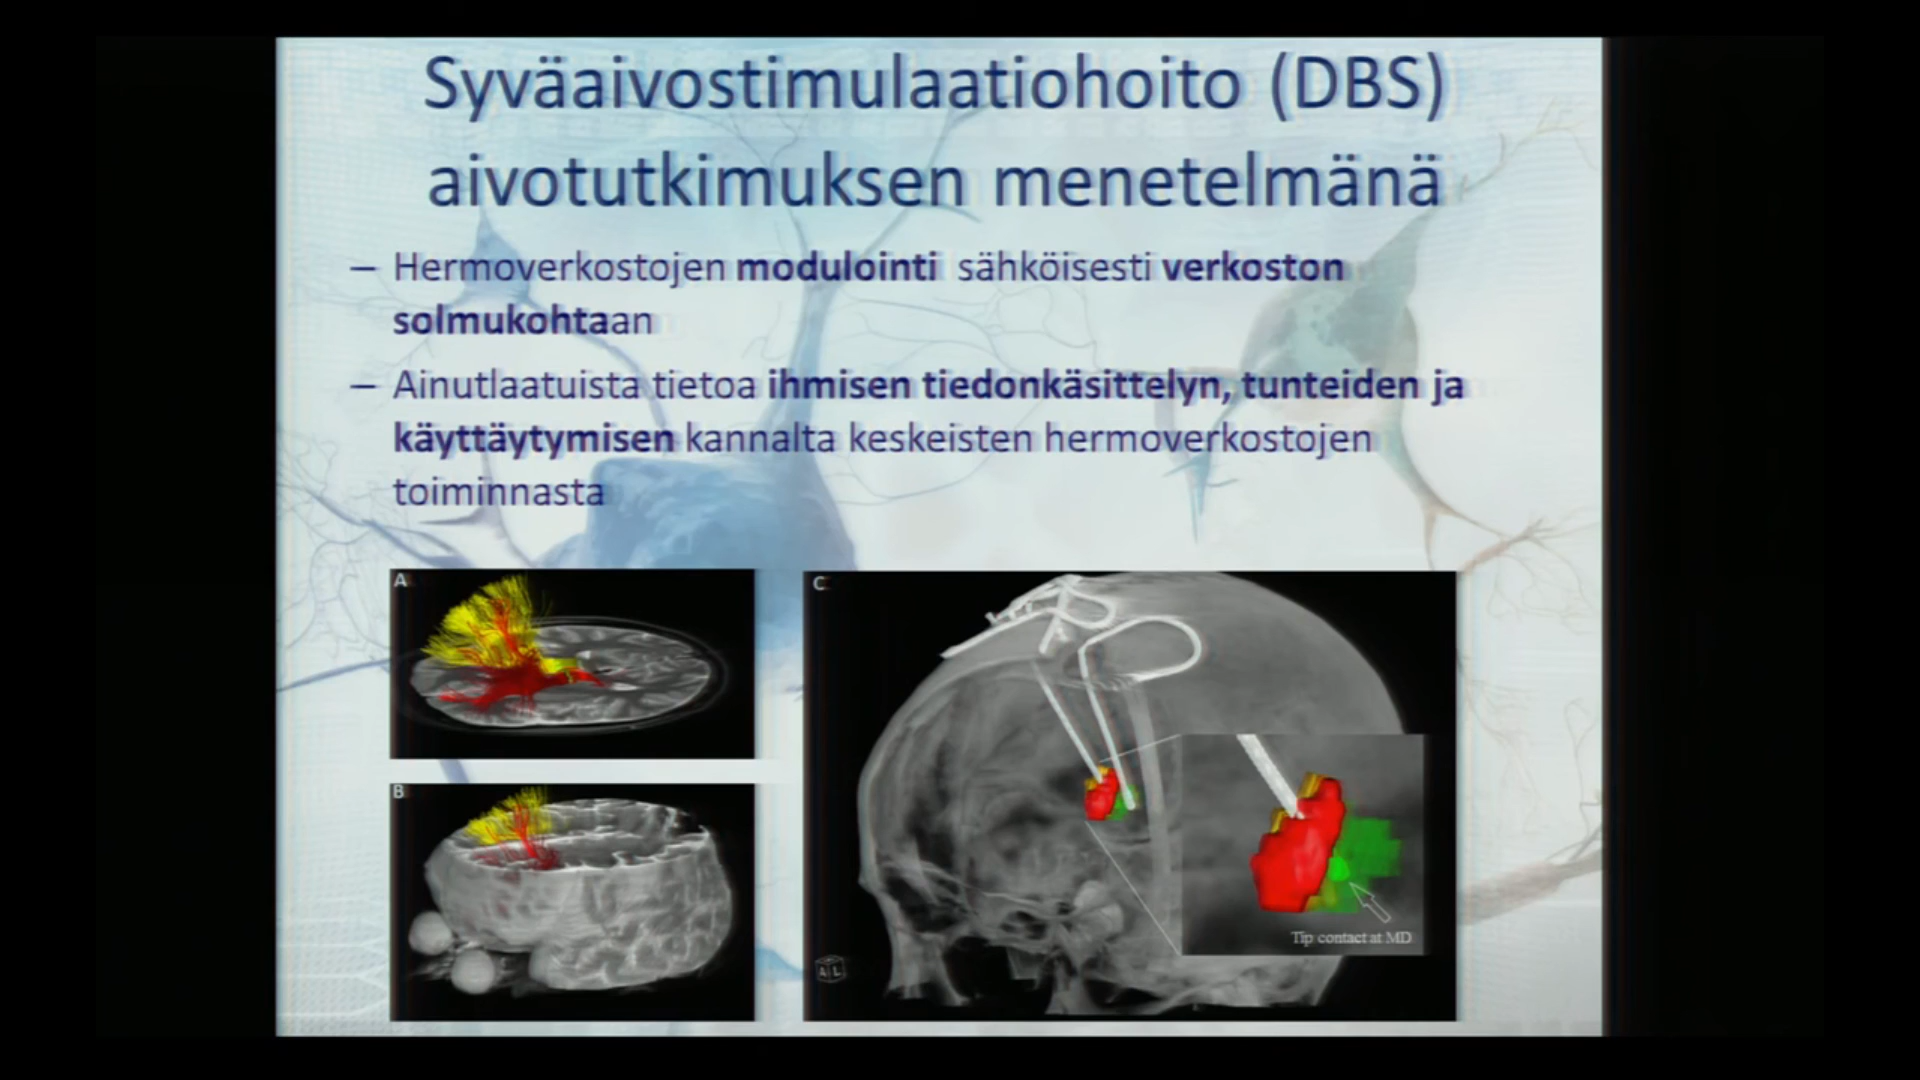 Syväaivostimulaatiohoito (DBS)
aivotutkimuksen menetelmänä
– Hermoverkostojen modulointi sähköisesti verkoston
solmukohtaan
– Ainutlaatuista tietoa ihmisen tiedonkäsittelyn, tunteiden ja
käyttäytymisen kannalta keskeisten hermoverkostojen
toiminnasta
A
C
B
Tip contact at MD
A L